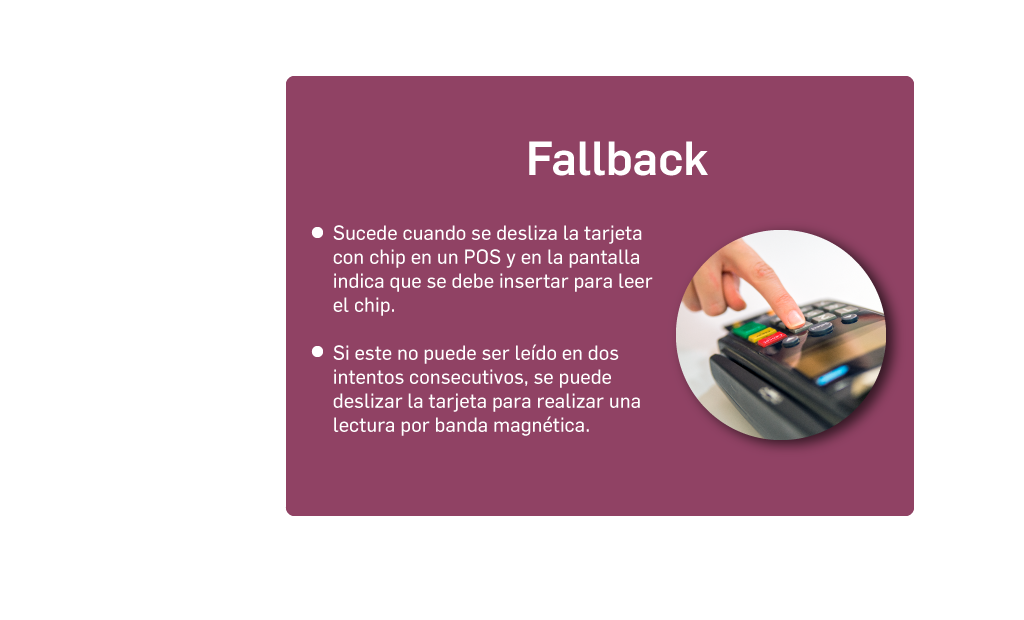 Fallback
Sucede cuando se desliza la tarjeta
con chip en un POS y en la pantalla
indica que se debe insertar para leer
el chip.
Si este no puede ser leído en dos
intentos consecutivos, se puede
deslizar la tarjeta para realizar una
lectura por banda magnética.